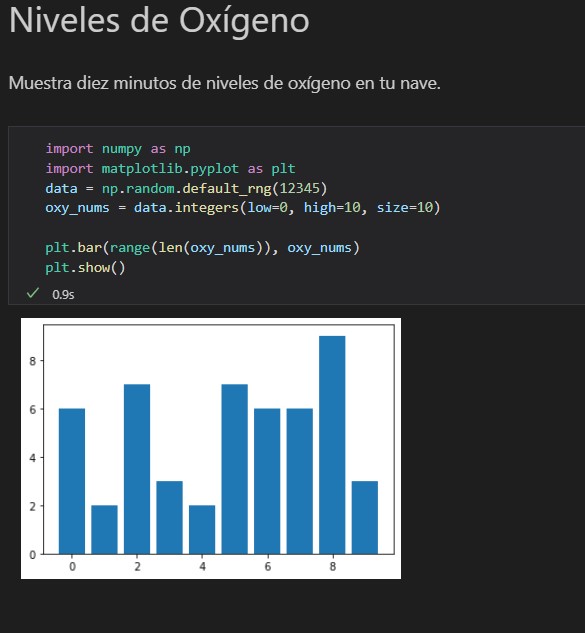 Niveles de Oxígeno
Muestra diez minutos de niveles de oxígeno en tu nave.
import numpy as np
import matplotlib.pyplot as plt
data = np.random.default_rng(12345)
oxy_nums = data.integers(low=0, high=10, size=10)
plt.bar(range(len(oxy_nums)), oxy_nums)
plt.show()
✓ 0.9s
8
6
4
2
0
0 2 4 6 8